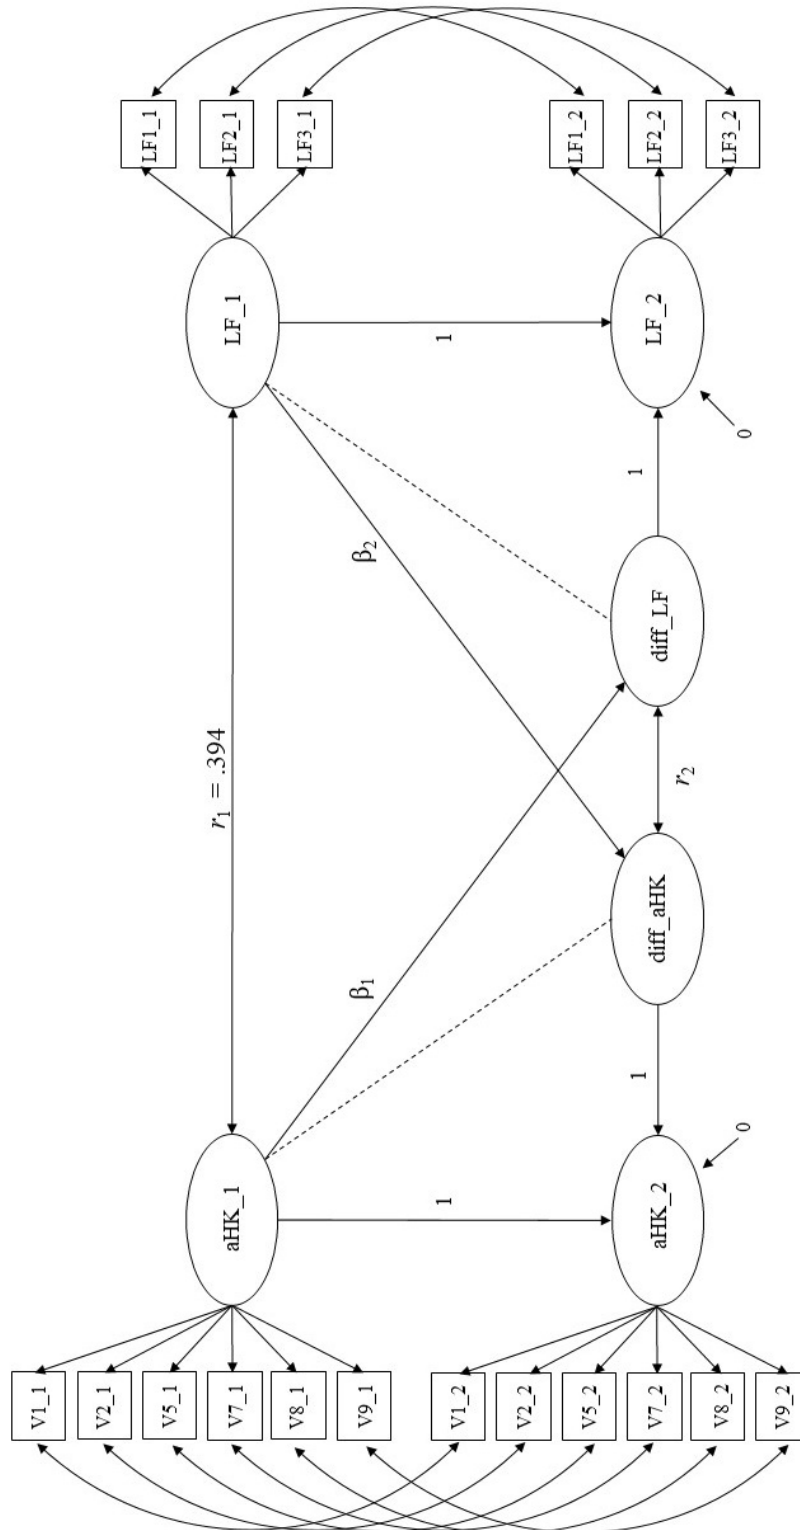 V1_1
V2_1
V5_1
V7_1
V8_1
V9_1
aHK_1
r₁ = .394
LF_1
LF1_1
LF2_1
LF3_1
1
β₁
β₂
1
V1_2
V2_2
V5_2
V7_2
V8_2
V9_2
aHK_2
1
diff_aHK
r₂
diff_LF
1
LF_2
LF1_2
LF2_2
LF3_2
0
0